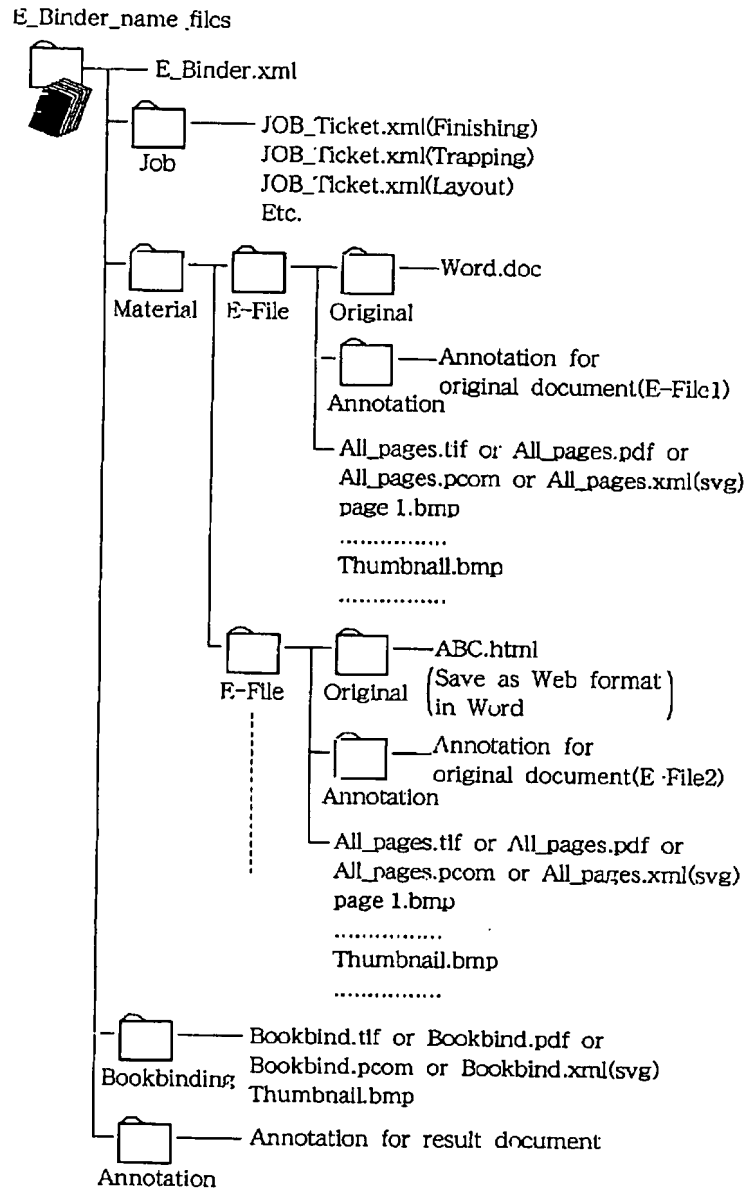 E_Binder_name_files
E_Binder.xml
Job
JOB_Ticket.xml(Finishing)
JOB_Ticket.xml(Trapping)
JOB_Ticket.xml(Layout)
Etc.
Material
E-File
Original
Word.doc
Annotation
Annotation for
original document(E-File1)
All_pages.tif or All_pages.pdf or
All_pages.pcom or All_pages.xml(svg)
page 1.bmp
.................
Thumbnail.bmp
.................
E-File
Original
ABC.html
(Save as Web format
in Word)
Annotation
Annotation for
original document(E-File2)
All_pages.tif or All_pages.pdf or
All_pages.pcom or All_pages.xml(svg)
page 1.bmp
.................
Thumbnail.bmp
.................
Bookbinding
Bookbind.tif or Bookbind.pdf or
Bookbind.pcom or Bookbind.xml(svg)
Thumbnail.bmp
Annotation
Annotation for result document